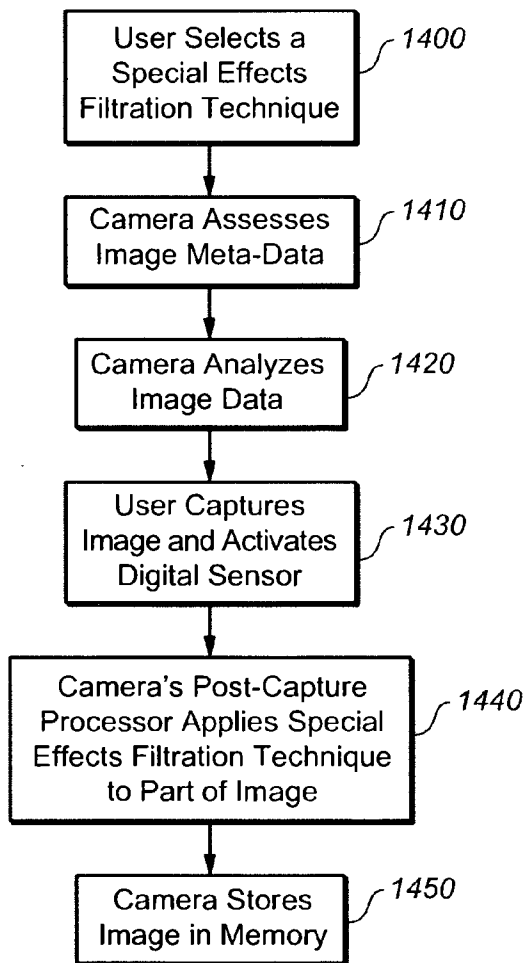 User Selects a
Special Effects
Filtration Technique
1400
Camera Assesses
Image Meta-Data
1410
Camera Analyzes
Image Data
1420
User Captures
Image and Activates
Digital Sensor
1430
Camera's Post-Capture
Processor Applies Special
Effects Filtration Technique
to Part of Image
1440
Camera Stores
Image in Memory
1450